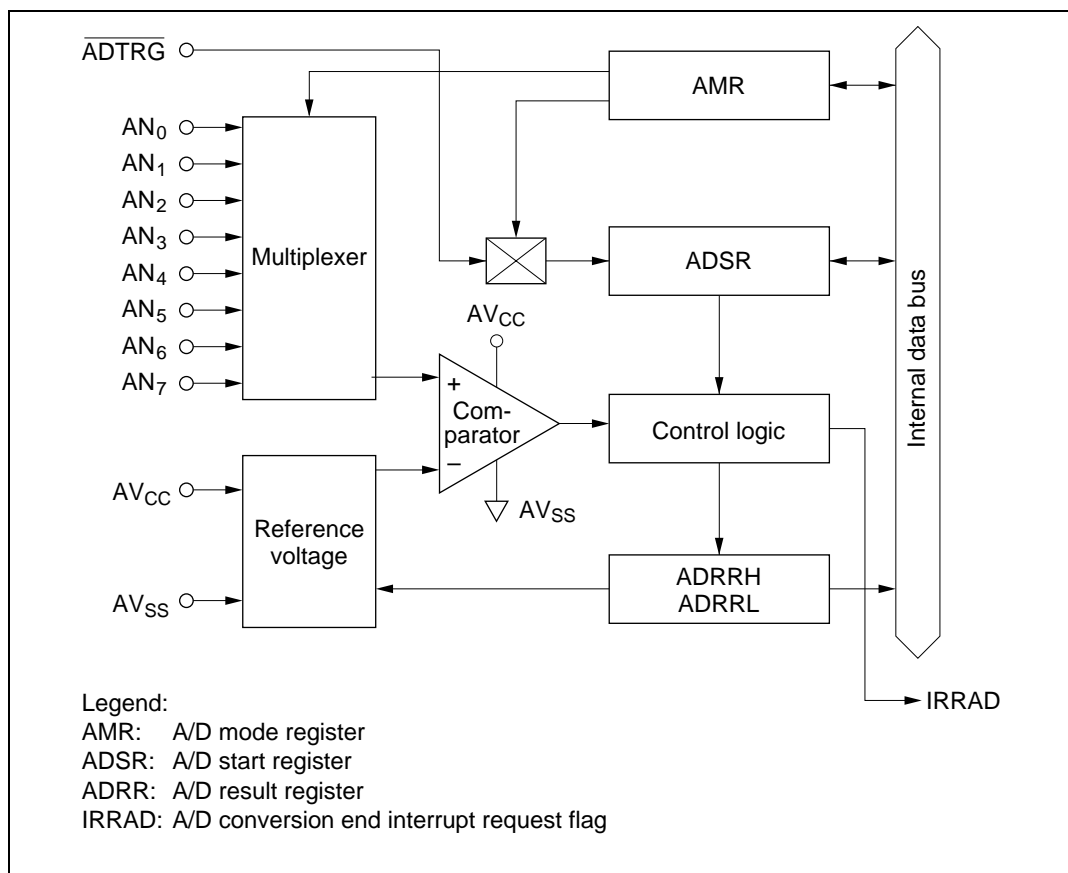 ADTRG
AMR
AN0
AN1
AN2
AN3
AN4
AN5
AN6
AN7
Multiplexer
ADSR
AVCC
+
Com-
parator
−
AVSS
Control logic
Internal data bus
AVCC
AVSS
Reference
voltage
ADRRH
ADRRL
IRRAD
Legend:
AMR: A/D mode register
ADSR: A/D start register
ADRR: A/D result register
IRRAD: A/D conversion end interrupt request flag